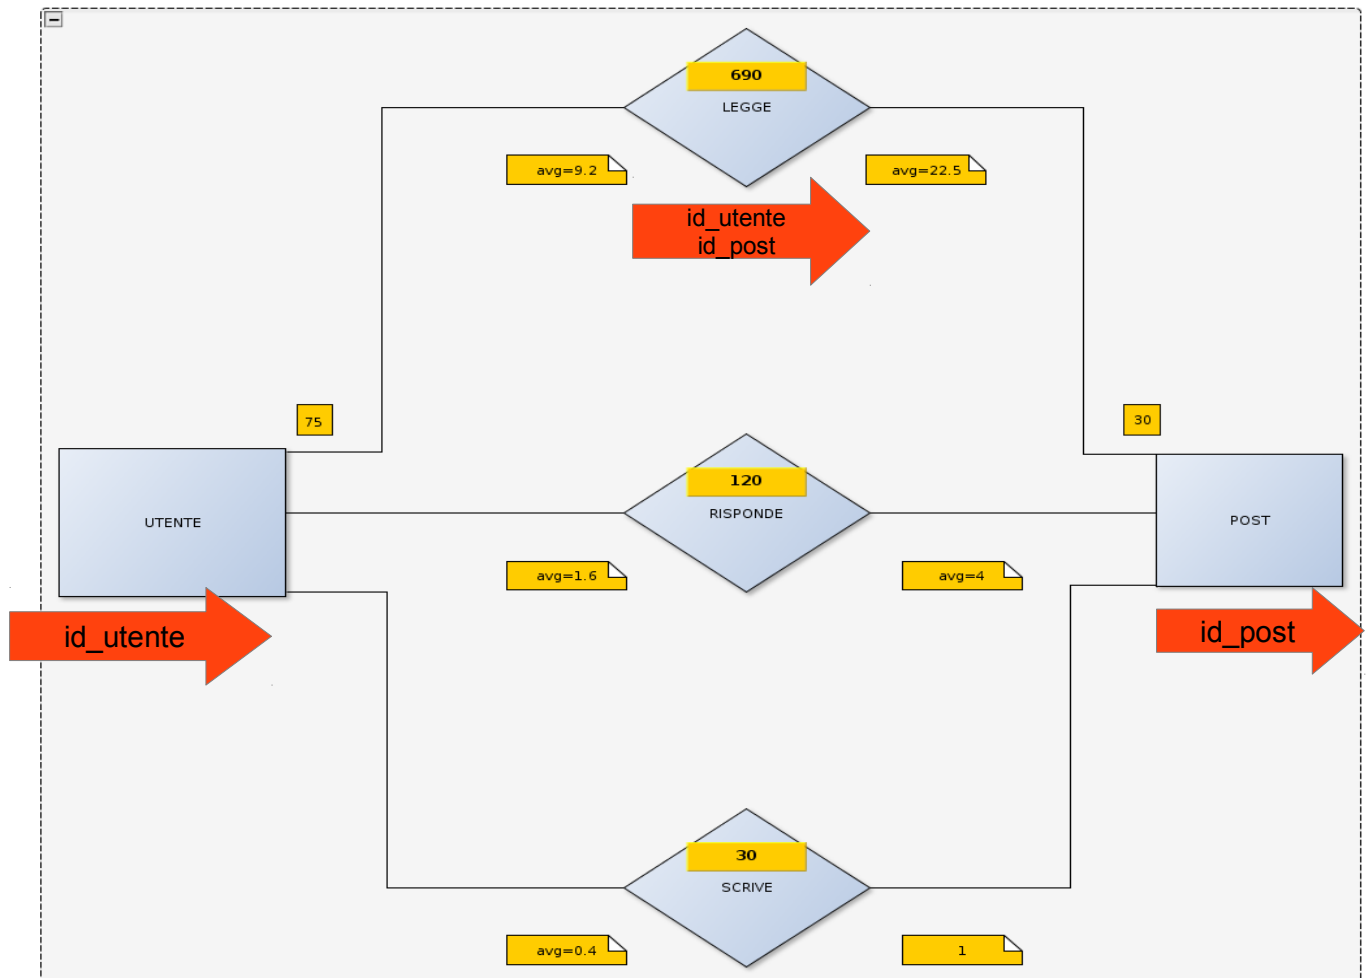 690
LEGGE
avg=9.2
avg=22.5
id_utente
id_post
75
30
120
UTENTE
RISPONDE
POST
avg=1.6
avg=4
id_utente
id_post
30
SCRIVE
avg=0.4
1